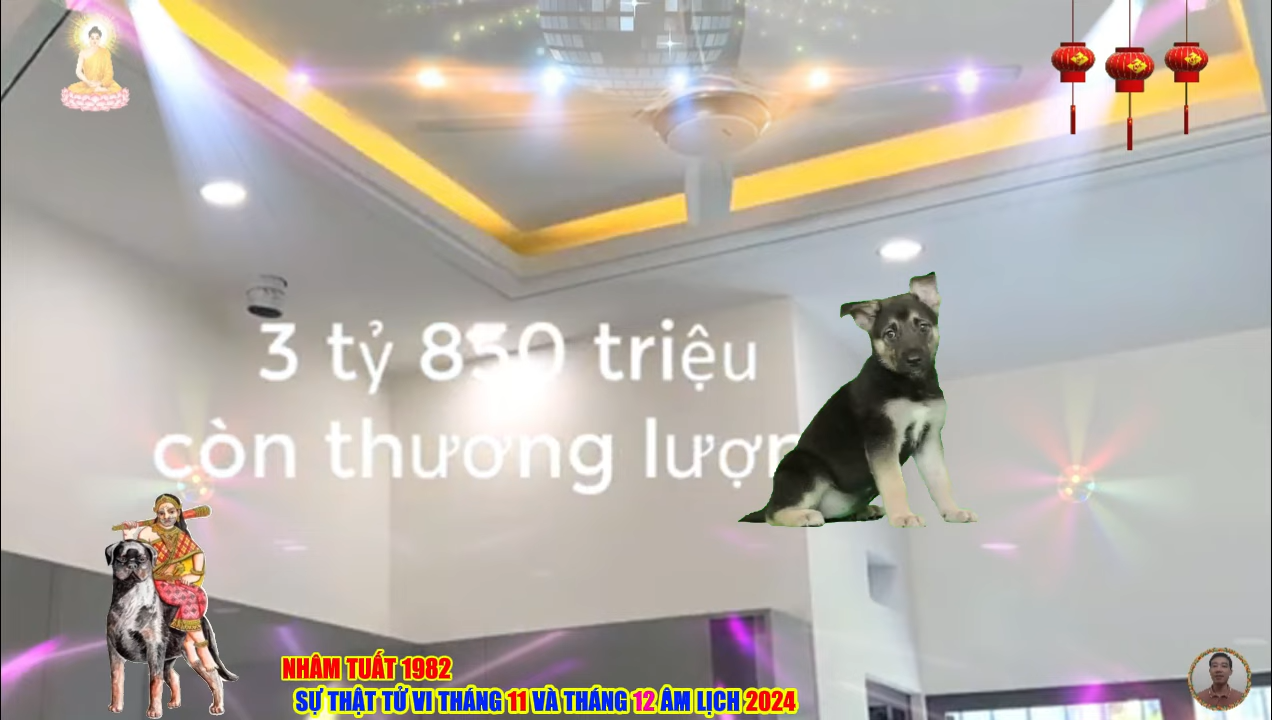 3 tỷ 850 triệu
còn thương lượn
NHÂM TUẤT 1982
SỰ THẬT TỬ VI THÁNG 11 VÀ THÁNG 12 ÂM LỊCH 2024